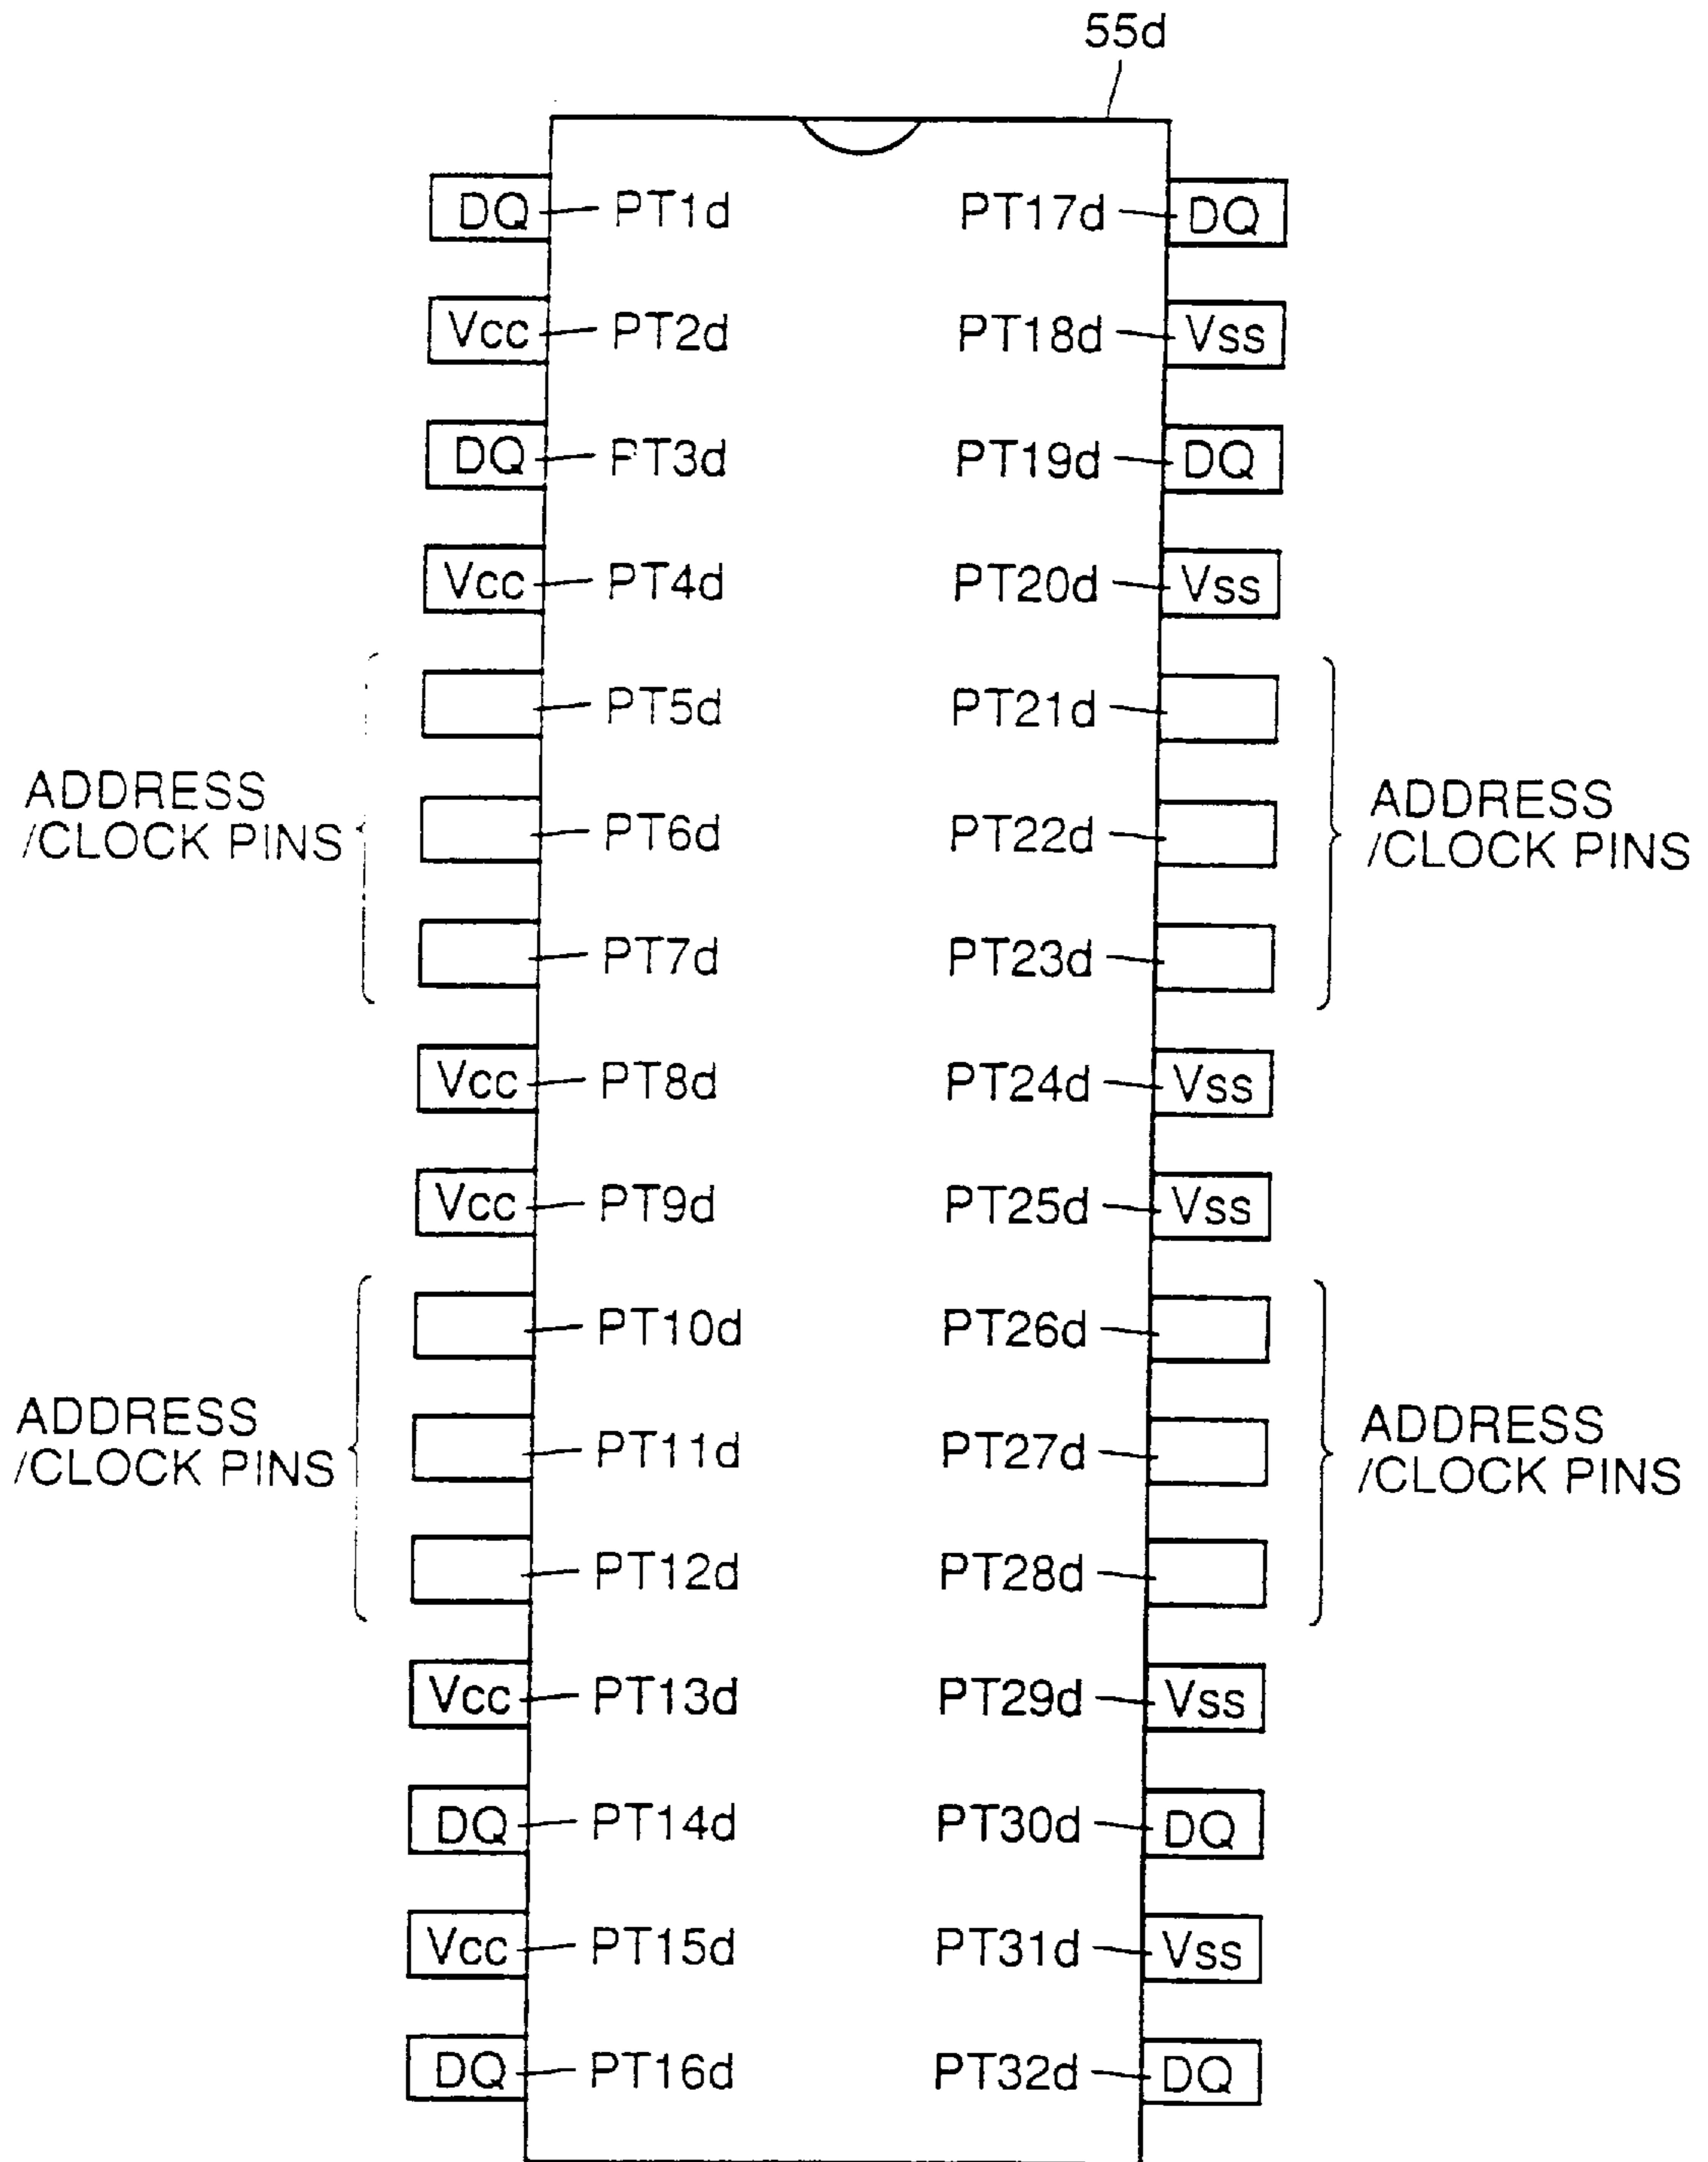 55d
DQ PT1d PT17d DQ
Vcc PT2d PT18d Vss
DQ PT3d PT19d DQ
Vcc PT4d PT20d Vss
PT5d PT21d
ADDRESS
/CLOCK PINS
PT6d PT22d
ADDRESS
/CLOCK PINS
PT7d PT23d
Vcc PT8d PT24d Vss
Vcc PT9d PT25d Vss
PT10d PT26d
ADDRESS
/CLOCK PINS
PT11d PT27d
ADDRESS
/CLOCK PINS
PT12d PT28d
Vcc PT13d PT29d Vss
DQ PT14d PT30d DQ
Vcc PT15d PT31d Vss
DQ PT16d PT32d DQ